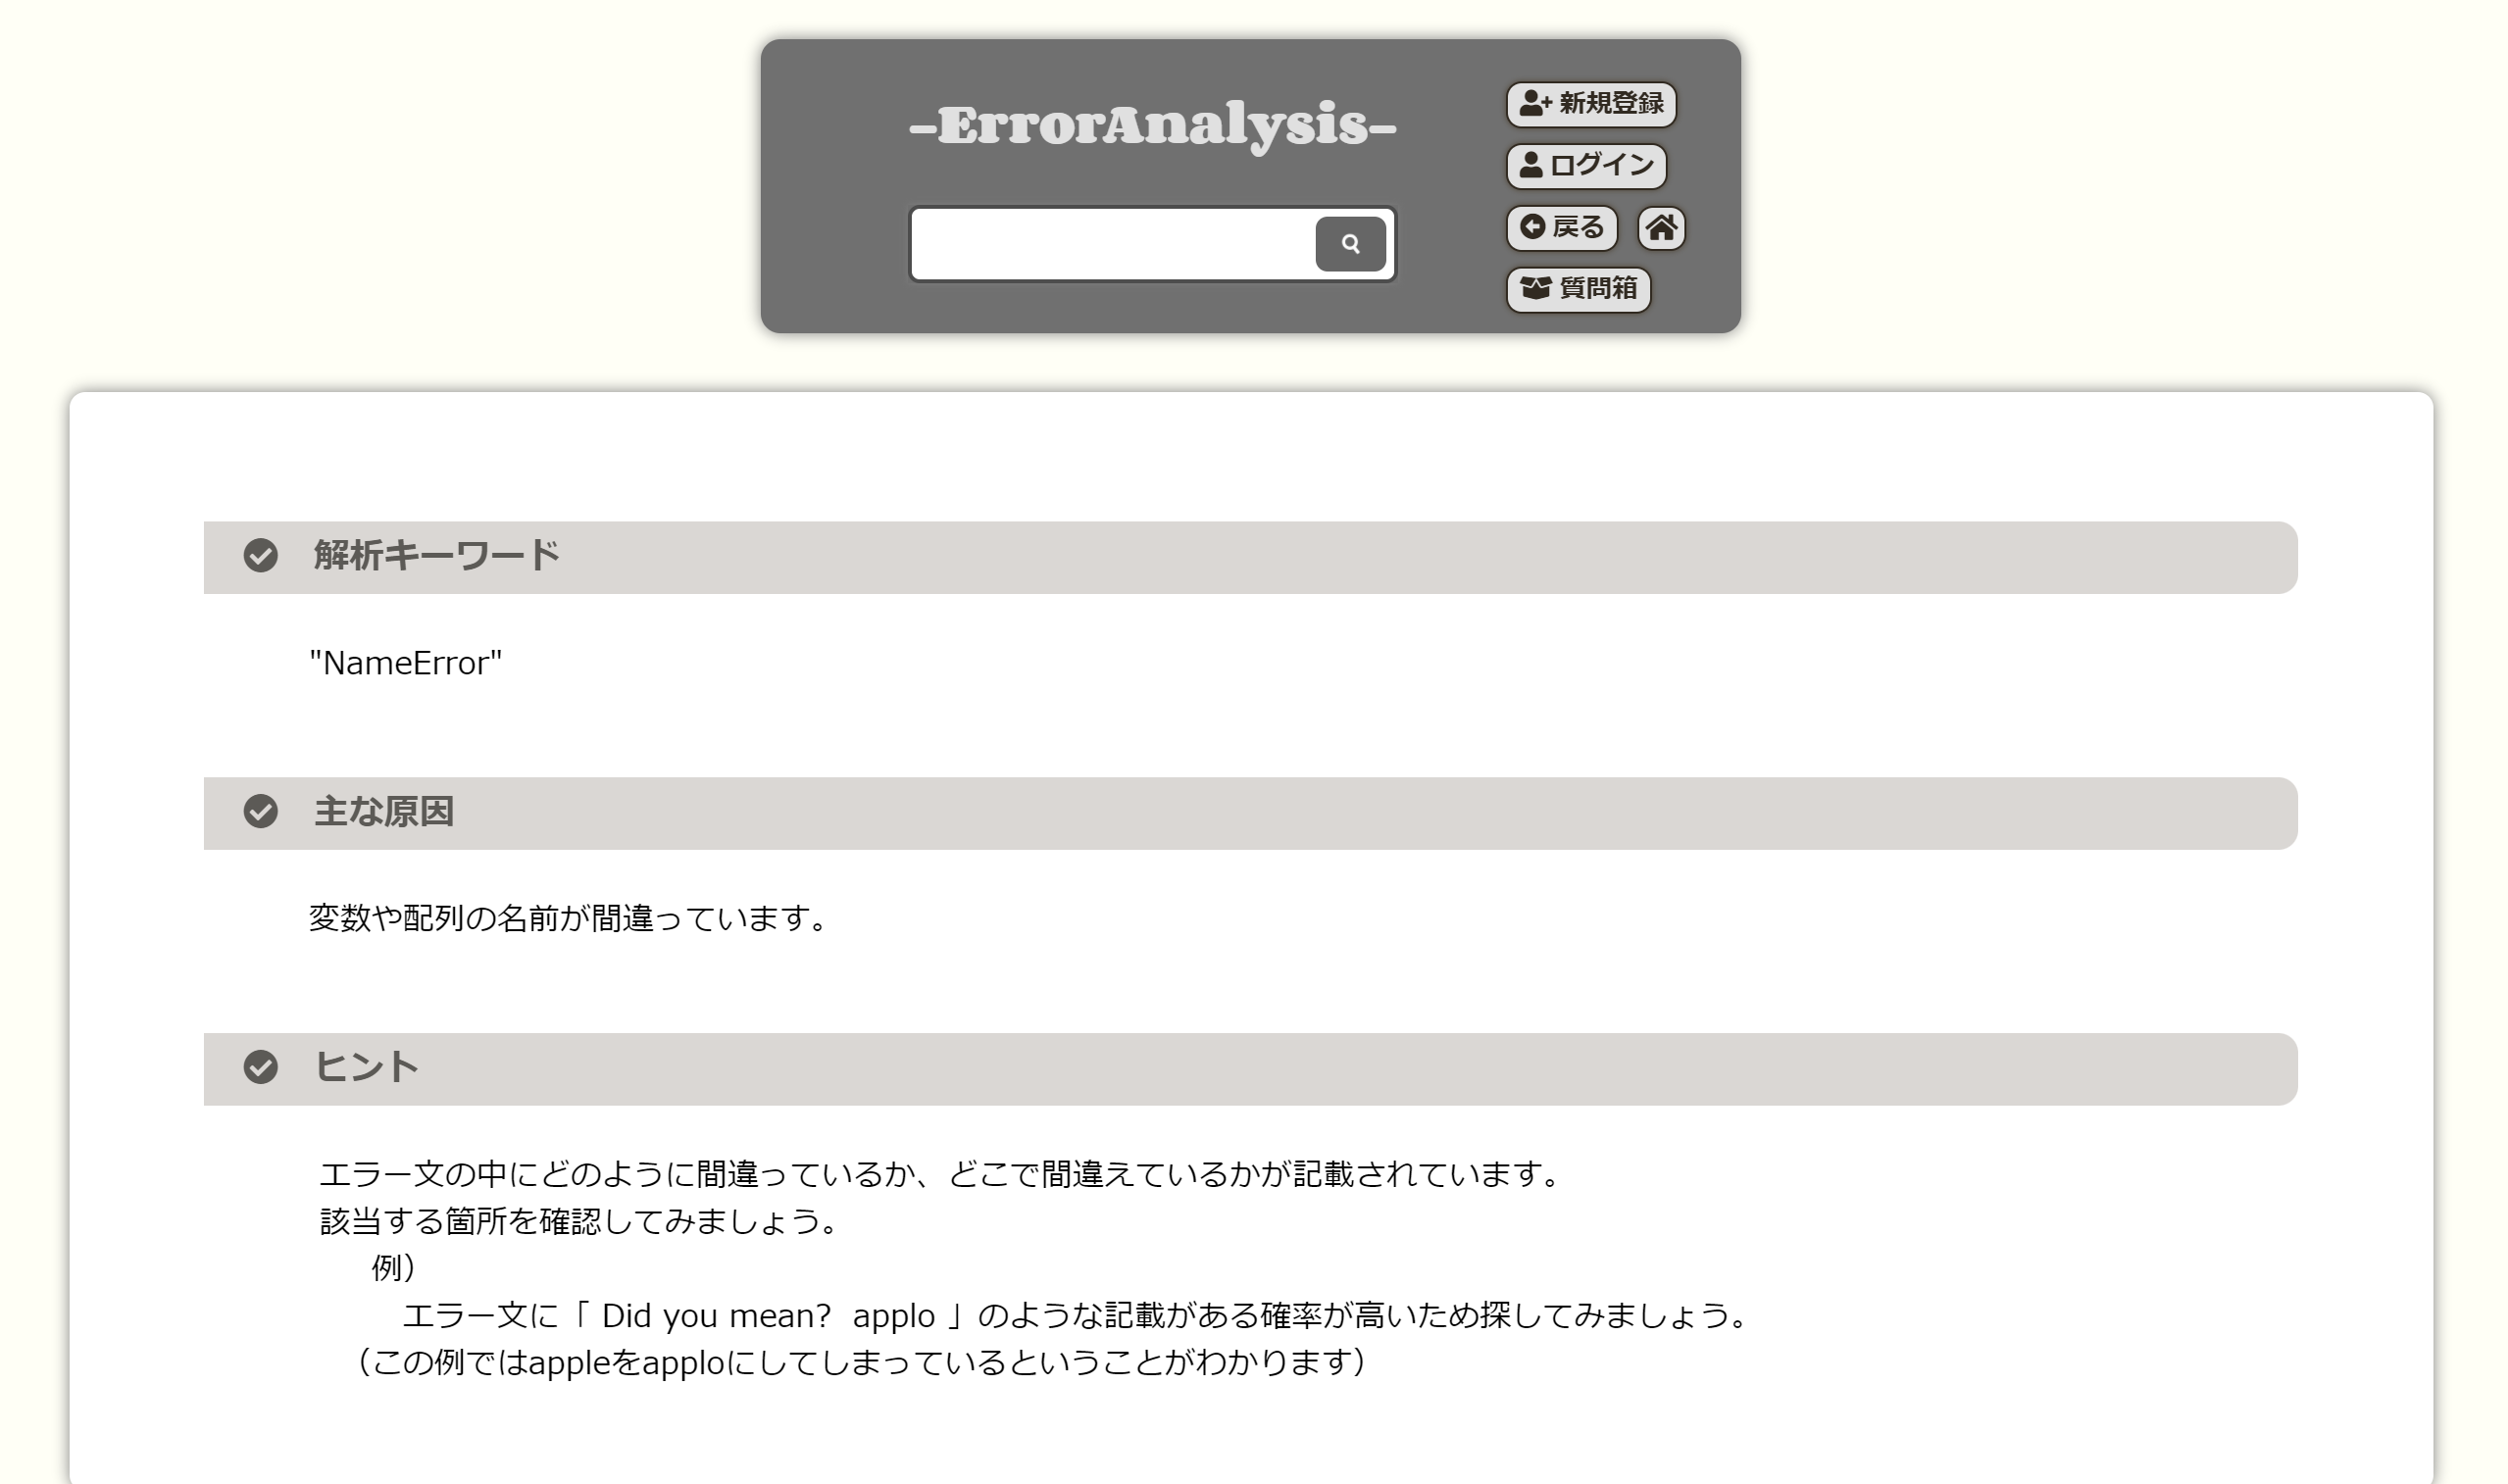 -ErrorAnalysis-
新規登録
ログイン
戻る
質問箱
解析キーワード
"NameError"
主な原因
変数や配列の名前が間違っています。
ヒント
エラー文の中にどのように間違っているか、どこで間違えているかが記載されています。
該当する箇所を確認してみましょう。
例）
エラー文に「 Did you mean?  applo 」のような記載がある確率が高いため探してみましょう。
（この例ではappleをapploにしてしまっているということがわかります）